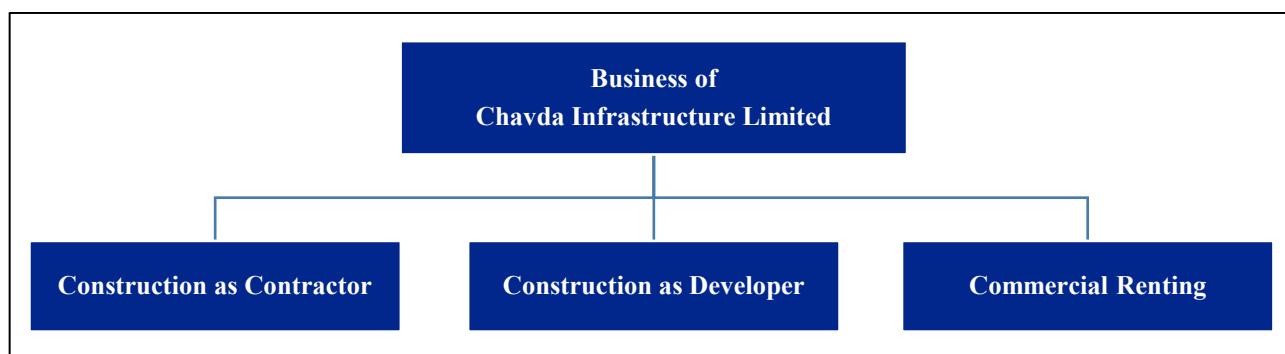 Business of
Chavda Infrastructure Limited
Construction as Contractor
Construction as Developer
Commercial Renting